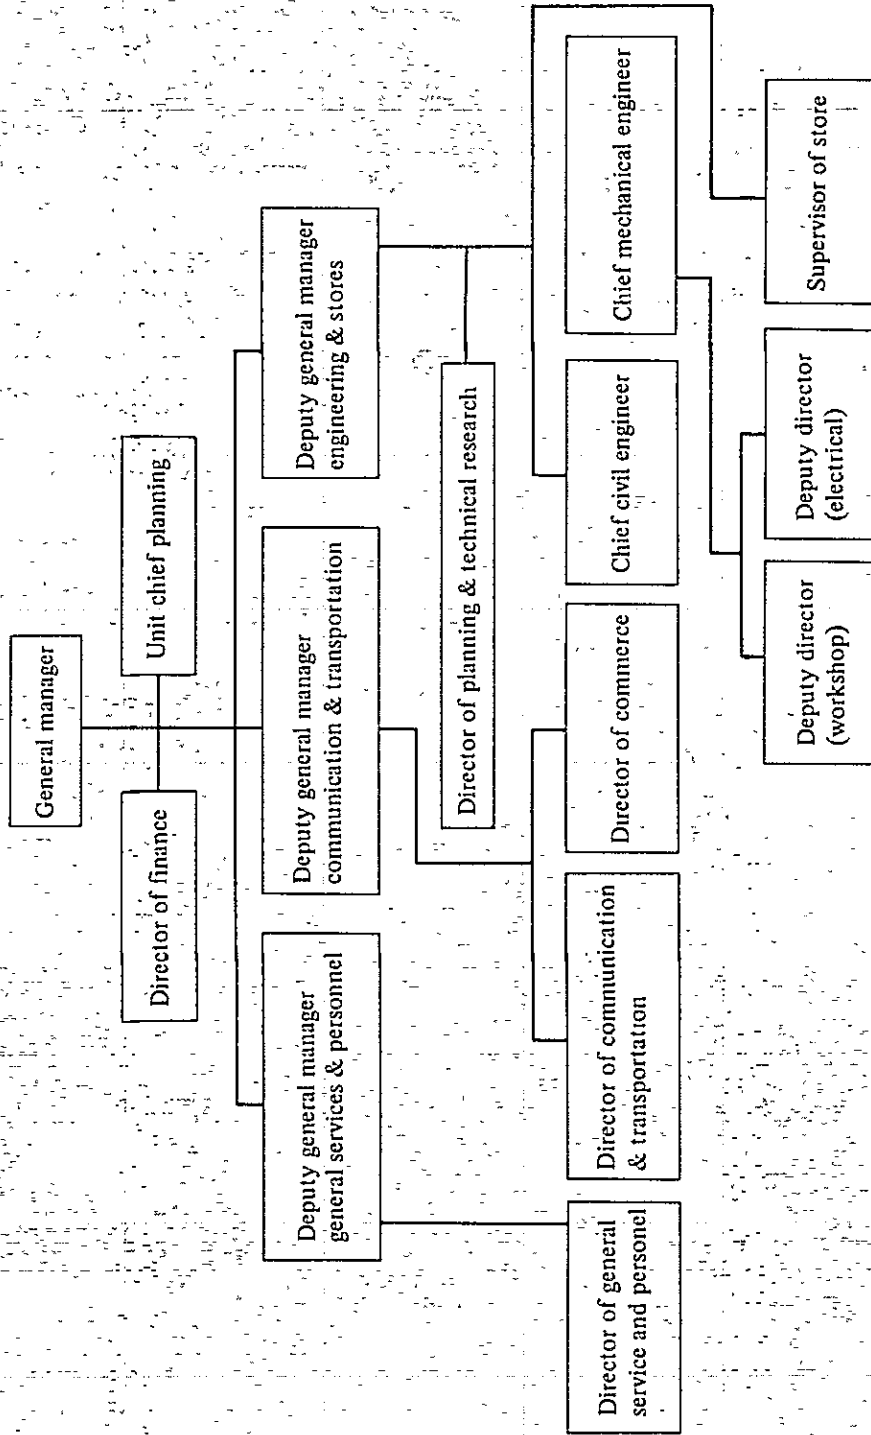 General manager
Director of finance
Unit chief planning
Deputy general manager
general services & personnel
Deputy general manager
communication & transportation
Deputy general manager
engineering & stores
Director of planning & technical research
Director of general
service and personel
Director of communication
& transportation
Director of commerce
Chief civil engineer
Chief mechanical engineer
Deputy director
(workshop)
Deputy director
(electrical)
Supervisor of store